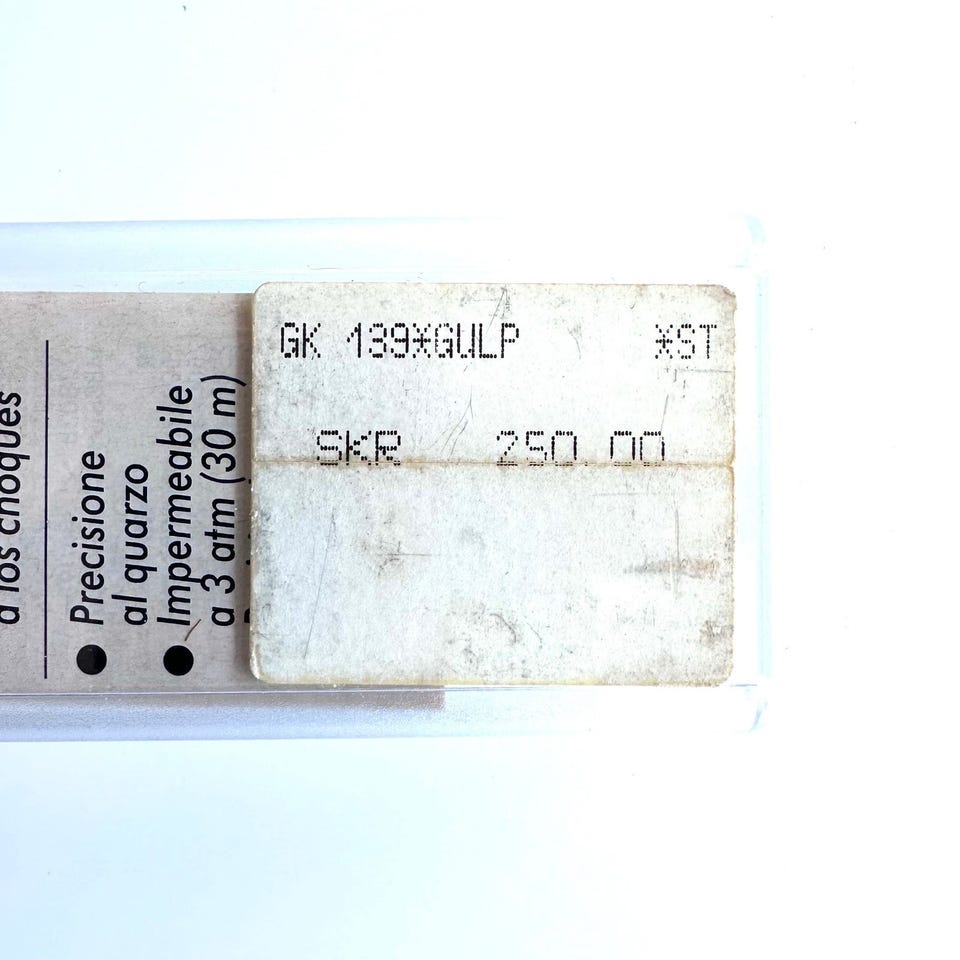 GK 139*GULP *ST
SKR 250.00
a los choques
● Precisione
al quarzo
● Impermeabile
a 3 atm (30 m)